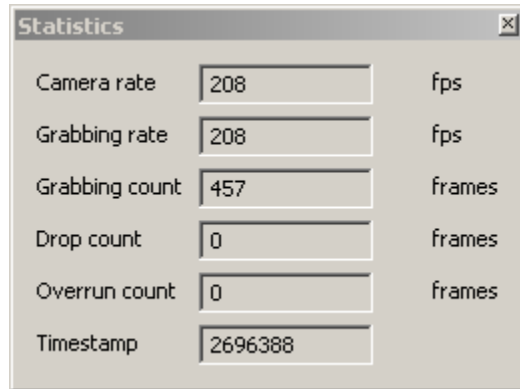 Statistics
Camera rate 208 fps
Grabbing rate 208 fps
Grabbing count 457 frames
Drop count 0 frames
Overrun count 0 frames
Timestamp 2696388